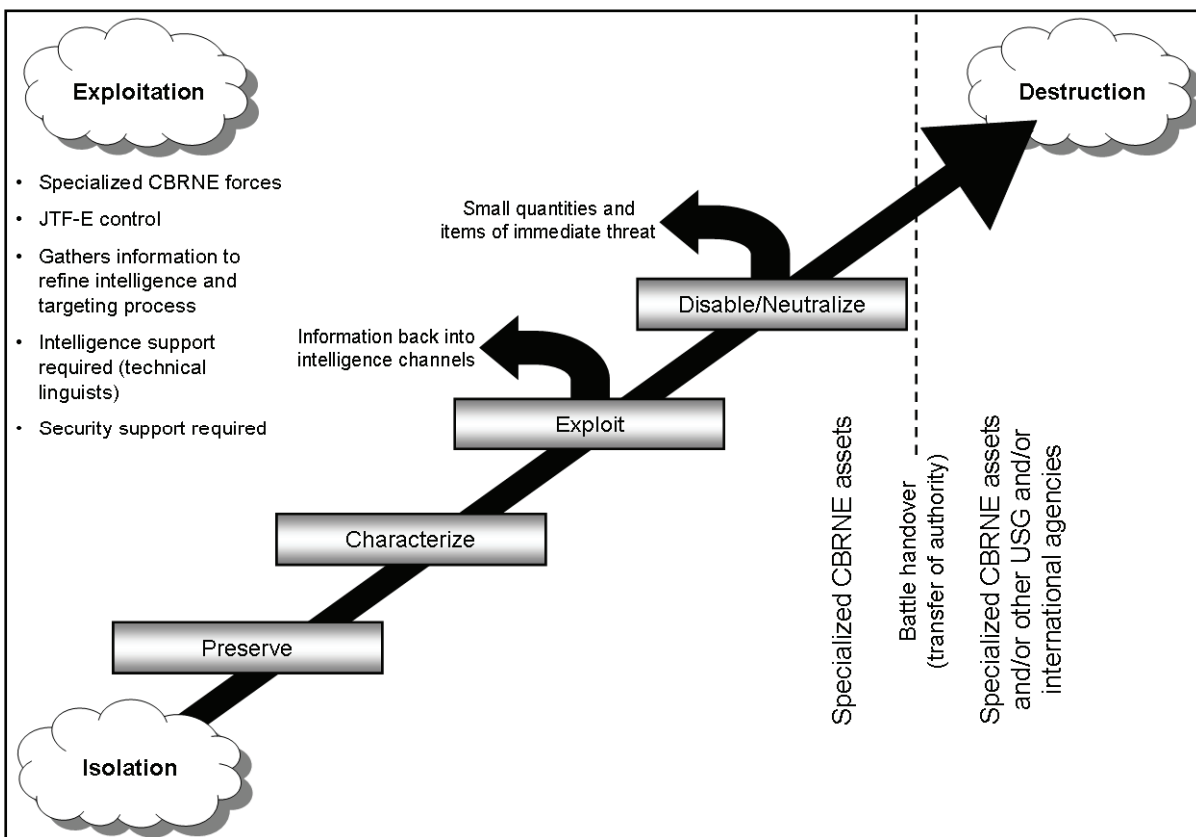 Exploitation
• Specialized CBRNE forces
• JTF-E control
• Gathers information to
refine intelligence and
targeting process
• Intelligence support
required (technical
linguists)
• Security support required
Destruction
Small quantities and
items of immediate threat
Disable/Neutralize
Information back into
intelligence channels
Exploit
Characterize
Preserve
Isolation
Specialized CBRNE assets
Battle handover
(transfer of authority)
Specialized CBRNE assets
and/or other USG and/or
international agencies